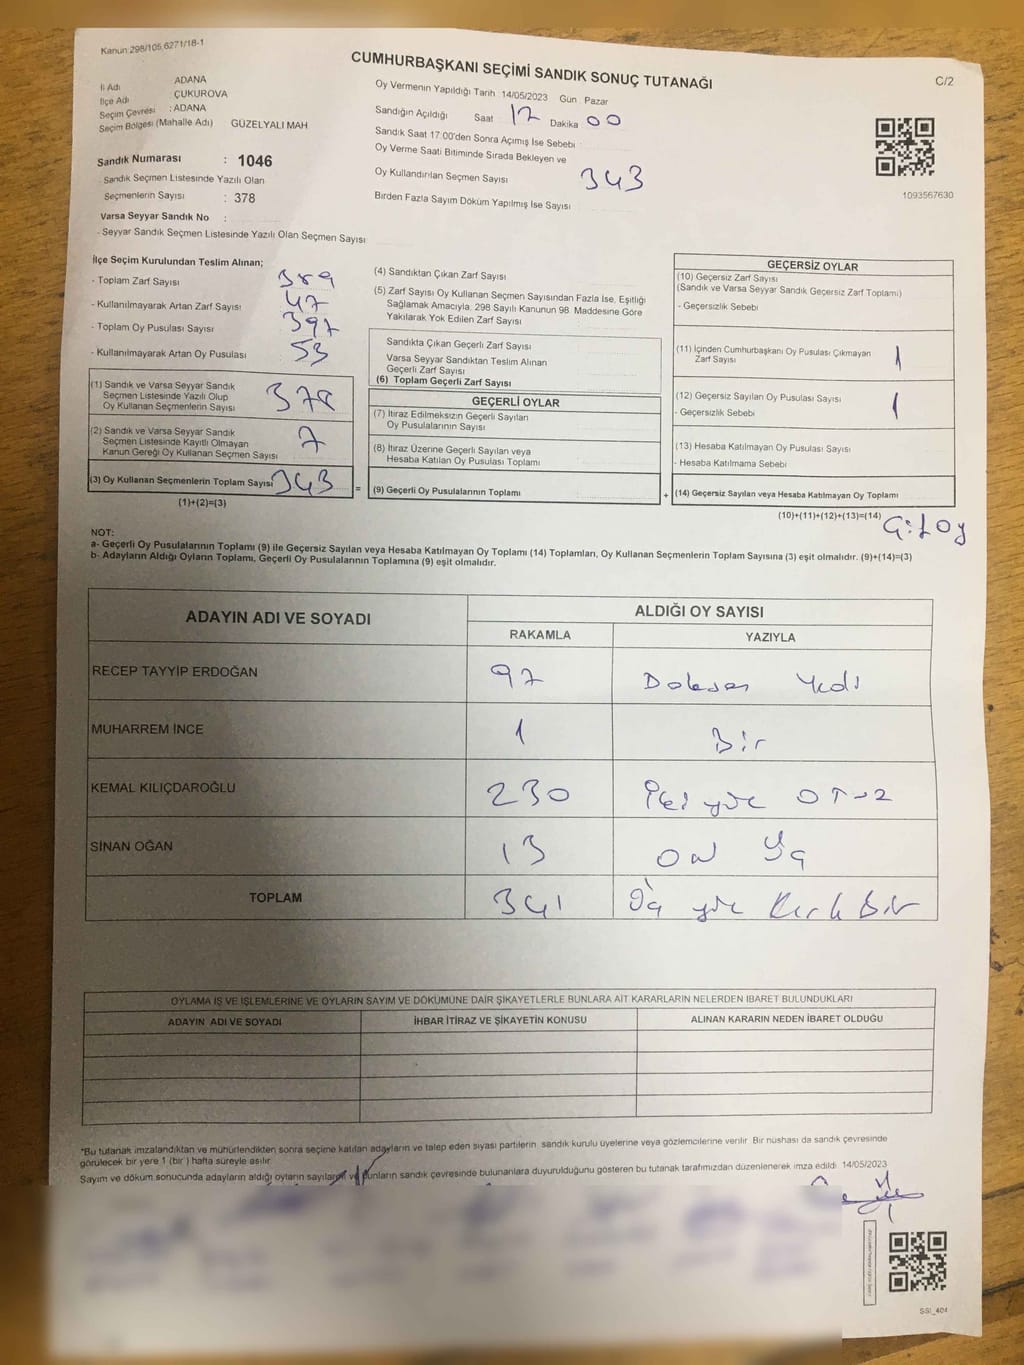 Kanun 298/105,6271/18-1
CUMHURBAŞKANI SEÇİMİ SANDIK SONUÇ TUTANAĞI
C/2
İl Adı ADANA
İlçe Adı ÇUKUROVA
Seçim Çevresi : ADANA
Seçim Bölgesi (Mahalle Adı) GÜZELYALI MAH
Oy Vermenin Yapıldığı Tarih 14/05/2023 Gün Pazar
Sandığın Açıldığı Saat 17 Dakika 00
Sandık Saat 17:00'den Sonra Açımış İse Sebebi
Oy Verme Saati Bitiminde Sırada Bekleyen ve
Oy Kullandırılan Seçmen Sayısı 343
Birden Fazla Sayım Döküm Yapılmış İse Sayısı
1093567630
Sandık Numarası : 1046
Sandık Seçmen Listesinde Yazılı Olan
Seçmenlerin Sayısı : 378
Varsa Seyyar Sandık No :
- Seyyar Sandık Seçmen Listesinde Yazılı Olan Seçmen Sayısı
İlçe Seçim Kurulundan Teslim Alınan;
- Toplam Zarf Sayısı 389
- Kullanılmayarak Artan Zarf Sayısı 47
- Toplam Oy Pusulası Sayısı 397
- Kullanılmayarak Artan Oy Pusulası 53
(1) Sandık ve Varsa Seyyar Sandık
Seçmen Listesinde Yazılı Olup
Oy Kullanan Seçmenlerin Sayısı 378
(2) Sandık ve Varsa Seyyar Sandık
Seçmen Listesinde Kayıtlı Olmayan
Kanun Gereği Oy Kullanan Seçmen Sayısı 7
(3) Oy Kullanan Seçmenlerin Toplam Sayısı 343
(1)+(2)=(3)
(4) Sandıktan Çıkan Zarf Sayısı
(5) Zarf Sayısı Oy Kullanan Seçmen Sayısından Fazla İse, Eşitliği
Sağlamak Amacıyla, 298 Sayılı Kanunun 98. Maddesine Göre
Yakılarak Yok Edilen Zarf Sayısı
Sandıkta Çıkan Geçerli Zarf Sayısı
Varsa Seyyar Sandıktan Teslim Alınan
Geçerli Zarf Sayısı
(6) Toplam Geçerli Zarf Sayısı
GEÇERLİ OYLAR
(7) İtiraz Edilmeksizin Geçerli Sayılan
Oy Pusulalarının Sayısı
(8) İtiraz Üzerine Geçerli Sayılan veya
Hesaba Katılan Oy Pusulası Toplamı
= (9) Geçerli Oy Pusulalarının Toplamı
GEÇERSİZ OYLAR
(10) Geçersiz Zarf Sayısı
(Sandık ve Varsa Seyyar Sandık Geçersiz Zarf Toplamı)
- Geçersizlik Sebebi
(11) İçinden Cumhurbaşkanı Oy Pusulası Çıkmayan
Zarf Sayısı 1
(12) Geçersiz Sayılan Oy Pusulası Sayısı
- Geçersizlik Sebebi 1
(13) Hesaba Katılmayan Oy Pusulası Sayısı
- Hesaba Katılmama Sebebi
+ (14) Geçersiz Sayılan veya Hesaba Katılmayan Oy Toplamı
(10)+(11)+(12)+(13)=(14)
NOT:
a- Geçerli Oy Pusulalarının Toplamı (9) ile Geçersiz Sayılan veya Hesaba Katılmayan Oy Toplamı (14) Toplamları, Oy Kullanan Seçmenlerin Toplam Sayısına (3) eşit olmalıdır. (9)+(14)=(3)
b- Adayların Aldığı Oyların Toplamı, Geçerli Oy Pusulalarının Toplamına (9) eşit olmalıdır.
ADAYIN ADI VE SOYADI ALDIĞI OY SAYISI
RAKAMLA YAZIYLA
RECEP TAYYİP ERDOĞAN 97 Doksan Yedi
MUHARREM İNCE 1 Bir
KEMAL KILIÇDAROĞLU 230 İki yüz OTUZ
SİNAN OĞAN 13 ON Üç
TOPLAM 341 Üç yüz Kırk Bir
OYLAMA İŞ VE İŞLEMLERİNE VE OYLARIN SAYIM VE DÖKÜMÜNE DAİR ŞİKAYETLERLE BUNLARA AİT KARARLARIN NELERDEN İBARET BULUNDUKLARI
ADAYIN ADI VE SOYADI İHBAR İTİRAZ VE ŞİKAYETİN KONUSU ALINAN KARARIN NEDEN İBARET OLDUĞU
*Bu tutanak imzalandıktan ve mühürlendikten sonra seçime katılan adayların ve talep eden siyasi partilerin sandık kurulu üyelerine veya gözlemcilerine verilir. Bir nüshası da sandık çevresinde
görülecek bir yere 1 (bir) hafta süreyle asılır.
Sayım ve döküm sonucunda adayların aldığı oyların sayıların ve bunların sandık çevresinde bulunanlara duyurulduğunu gösteren bu tutanak tarafımızdan düzenlenerek imza edildi. 14/05/2023
SSI_404